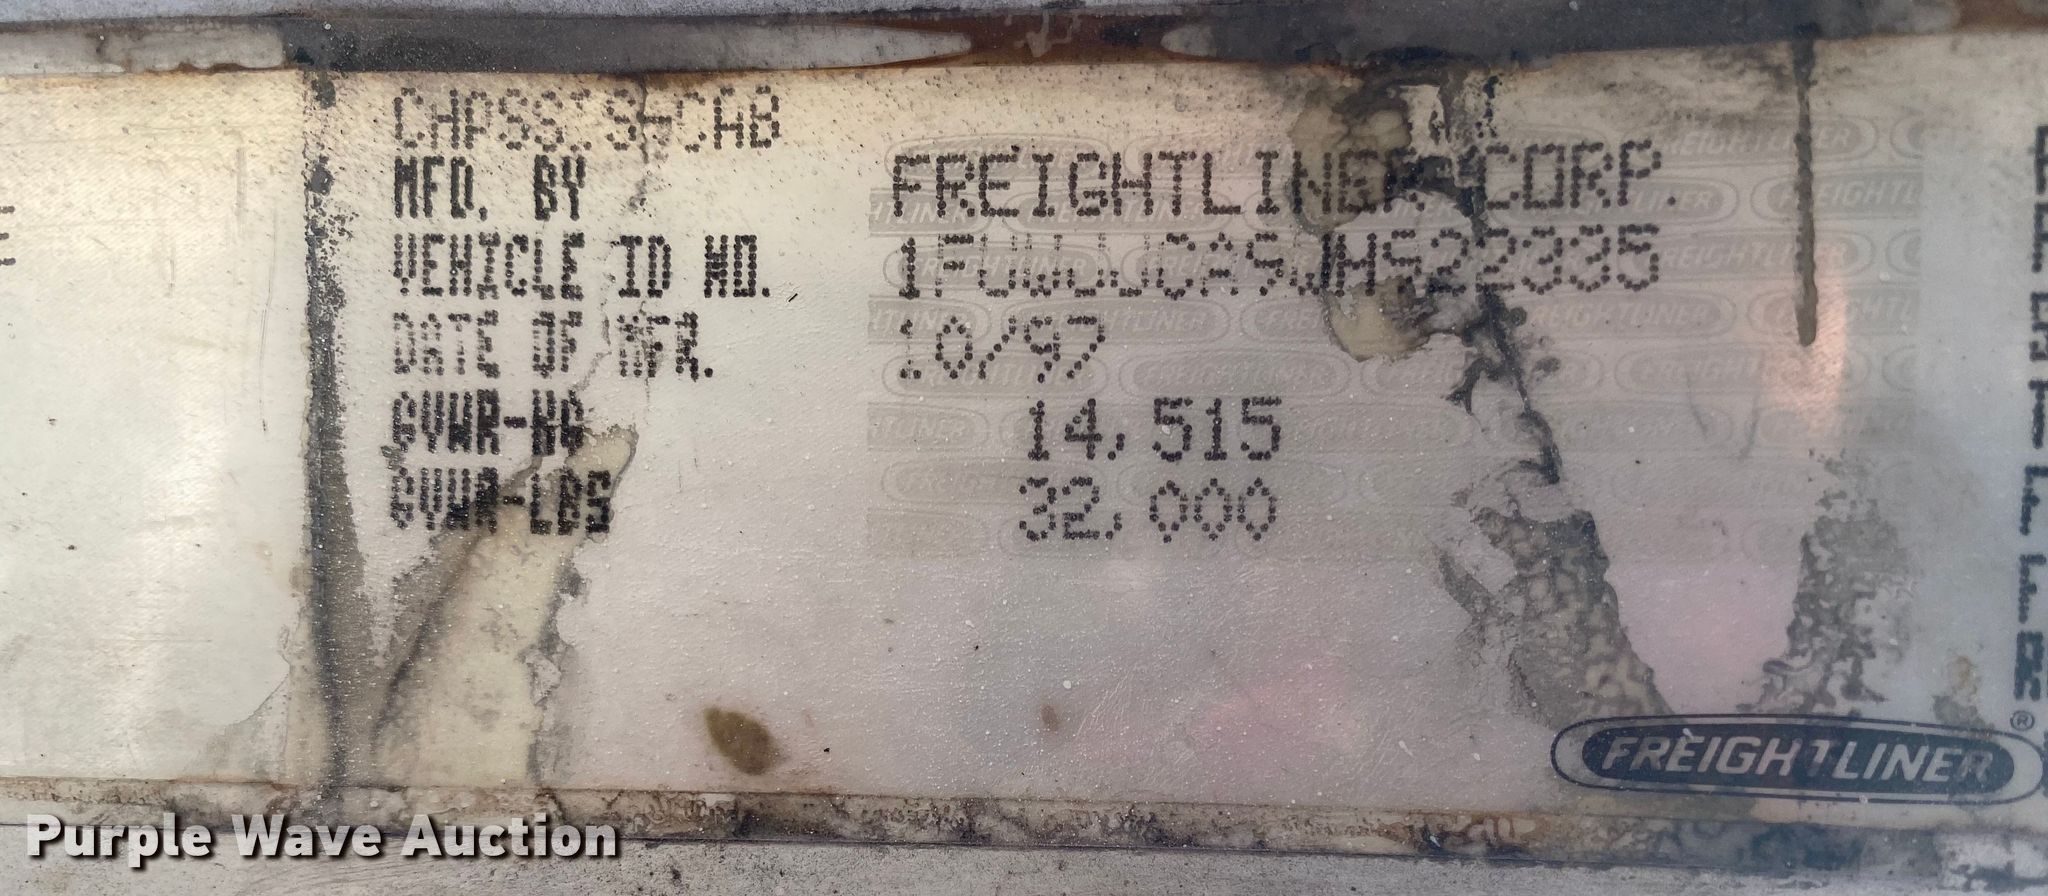 CHASSIS-CAB
MFD. BY FREIGHTLINER CORP.
VEHICLE ID NO. 1FUWJJCA9WH922335
DATE OF MFR. 10/97
GVWR-KG 14,515
GVWR-LBS 32,000
FREIGHTLINER®
Purple Wave Auction